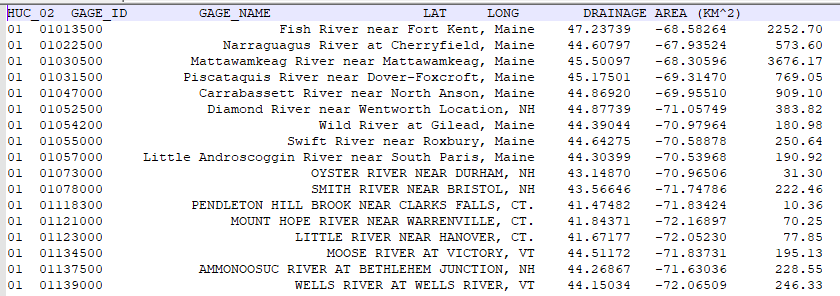 HUC_02 GAGE_ID GAGE_NAME LAT LONG DRAINAGE AREA (KM^2)
01 01013500 Fish River near Fort Kent, Maine 47.23739 -68.58264 2252.70
01 01022500 Narraguagus River at Cherryfield, Maine 44.60797 -67.93524 573.60
01 01030500 Mattawamkeag River near Mattawamkeag, Maine 45.50097 -68.30596 3676.17
01 01031500 Piscataquis River near Dover-Foxcroft, Maine 45.17501 -69.31470 769.05
01 01047000 Carrabassett River near North Anson, Maine 44.86920 -69.95510 909.10
01 01052500 Diamond River near Wentworth Location, NH 44.87739 -71.05749 383.82
01 01054200 Wild River at Gilead, Maine 44.39044 -70.97964 180.98
01 01055000 Swift River near Roxbury, Maine 44.64275 -70.58878 250.64
01 01057000 Little Androscoggin River near South Paris, Maine 44.30399 -70.53968 190.92
01 01073000 OYSTER RIVER NEAR DURHAM, NH 43.14870 -70.96506 31.30
01 01078000 SMITH RIVER NEAR BRISTOL, NH 43.56646 -71.74786 222.46
01 01118300 PENDLETON HILL BROOK NEAR CLARKS FALLS, CT. 41.47482 -71.83424 10.36
01 01121000 MOUNT HOPE RIVER NEAR WARRENVILLE, CT. 41.84371 -72.16897 70.25
01 01123000 LITTLE RIVER NEAR HANOVER, CT. 41.67177 -72.05230 77.85
01 01134500 MOOSE RIVER AT VICTORY, VT 44.51172 -71.83731 195.13
01 01137500 AMMONOOSUC RIVER AT BETHLEHEM JUNCTION, NH 44.26867 -71.63036 228.55
01 01139000 WELLS RIVER AT WELLS RIVER, VT 44.15034 -72.06509 246.33